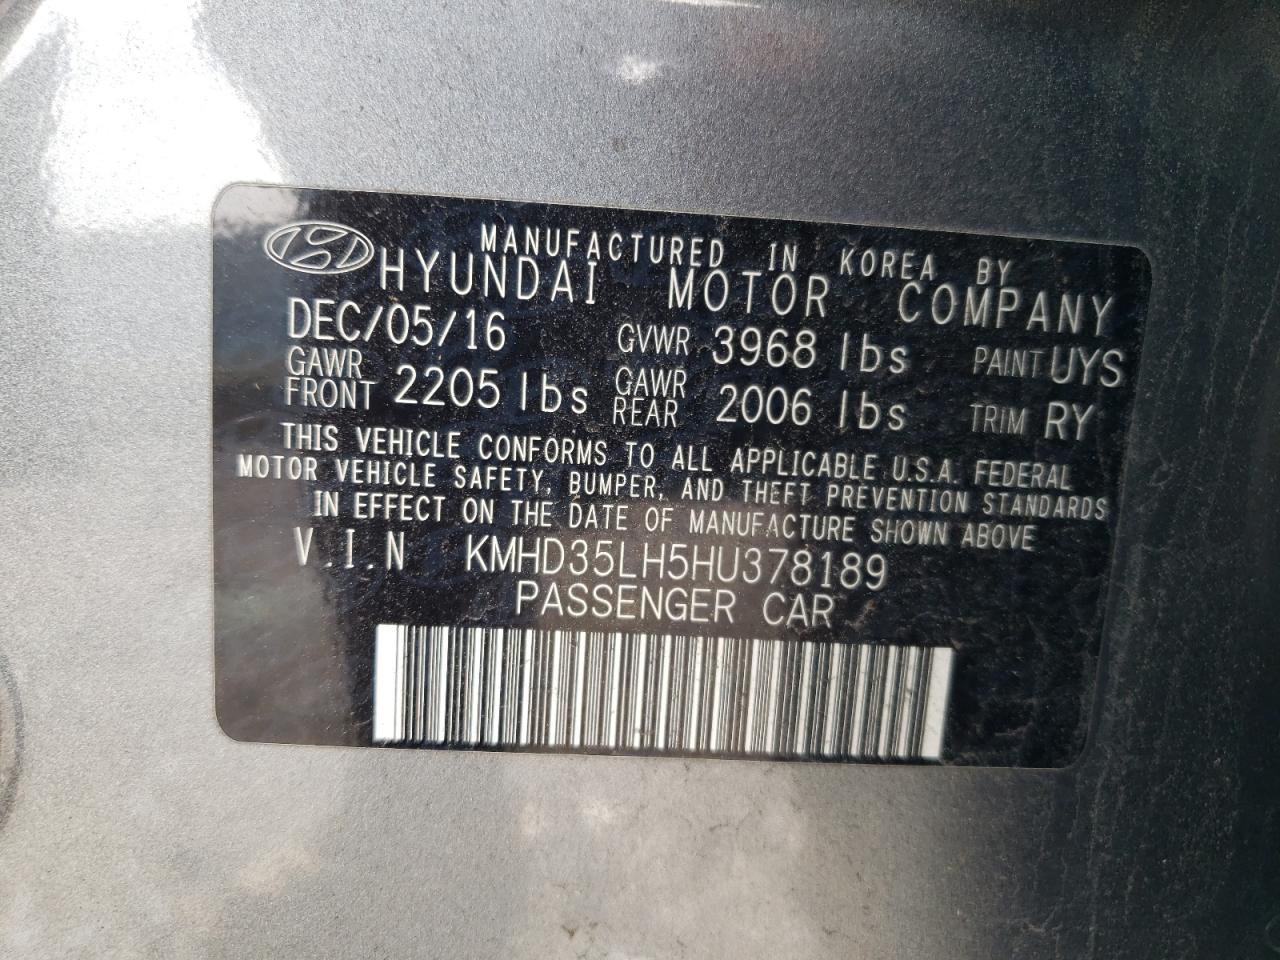 MANUFACTURED IN KOREA BY
HYUNDAI MOTOR COMPANY
DEC/05/16 GVWR 3968 lbs PAINT UYS
GAWR FRONT 2205 lbs GAWR REAR 2006 lbs TRIM RY
THIS VEHICLE CONFORMS TO ALL APPLICABLE U.S.A. FEDERAL
MOTOR VEHICLE SAFETY, BUMPER, AND THEFT PREVENTION STANDARDS
IN EFFECT ON THE DATE OF MANUFACTURE SHOWN ABOVE
V.I.N KMHD35LH5HU378189
PASSENGER CAR